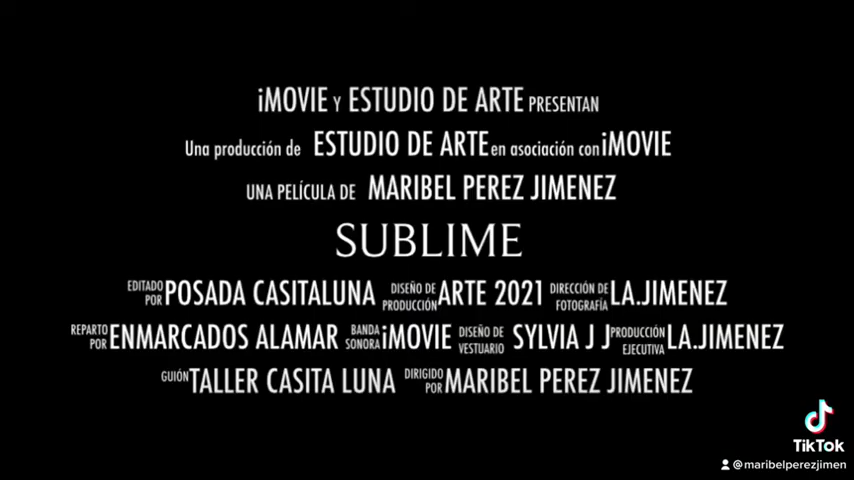 iMOVIE Y ESTUDIO DE ARTE PRESENTAN
Una producción de ESTUDIO DE ARTE en asociación con iMOVIE
UNA PELÍCULA DE MARIBEL PEREZ JIMENEZ
SUBLIME
EDITADO POR POSADA CASITALUNA DISEÑO DE PRODUCCIÓN ARTE 2021 DIRECCIÓN DE FOTOGRAFÍA LA.JIMENEZ
REPARTO POR ENMARCADOS ALAMAR BANDA SONORA iMOVIE DISEÑO DE VESTUARIO SYLVIA J J PRODUCCIÓN EJECUTIVA LA.JIMENEZ
GUIÓN TALLER CASITA LUNA DIRIGIDO POR MARIBEL PEREZ JIMENEZ
TikTok
@maribelperezjimen